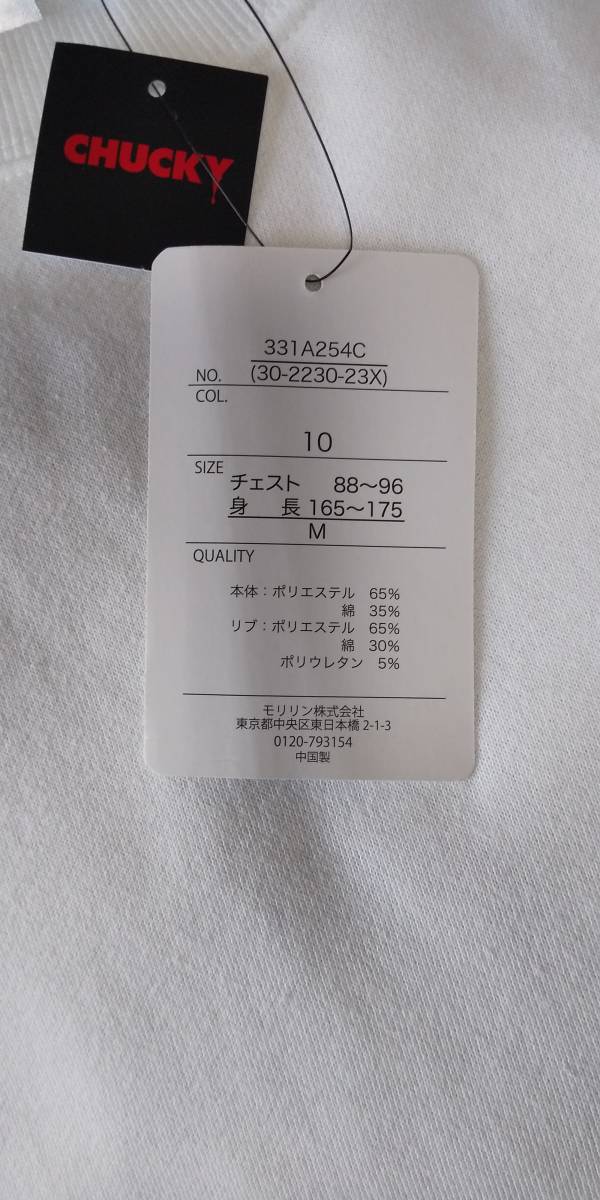 CHUCKY
331A254C
NO. (30-2230-23X)
COL.
10
SIZE
チェスト 88～96
身 長 165～175
M
QUALITY
本体：ポリエステル 65%
綿 35%
リブ：ポリエステル 65%
綿 30%
ポリウレタン 5%
モリリン株式会社
東京都中央区東日本橋 2-1-3
0120-793154
中国製